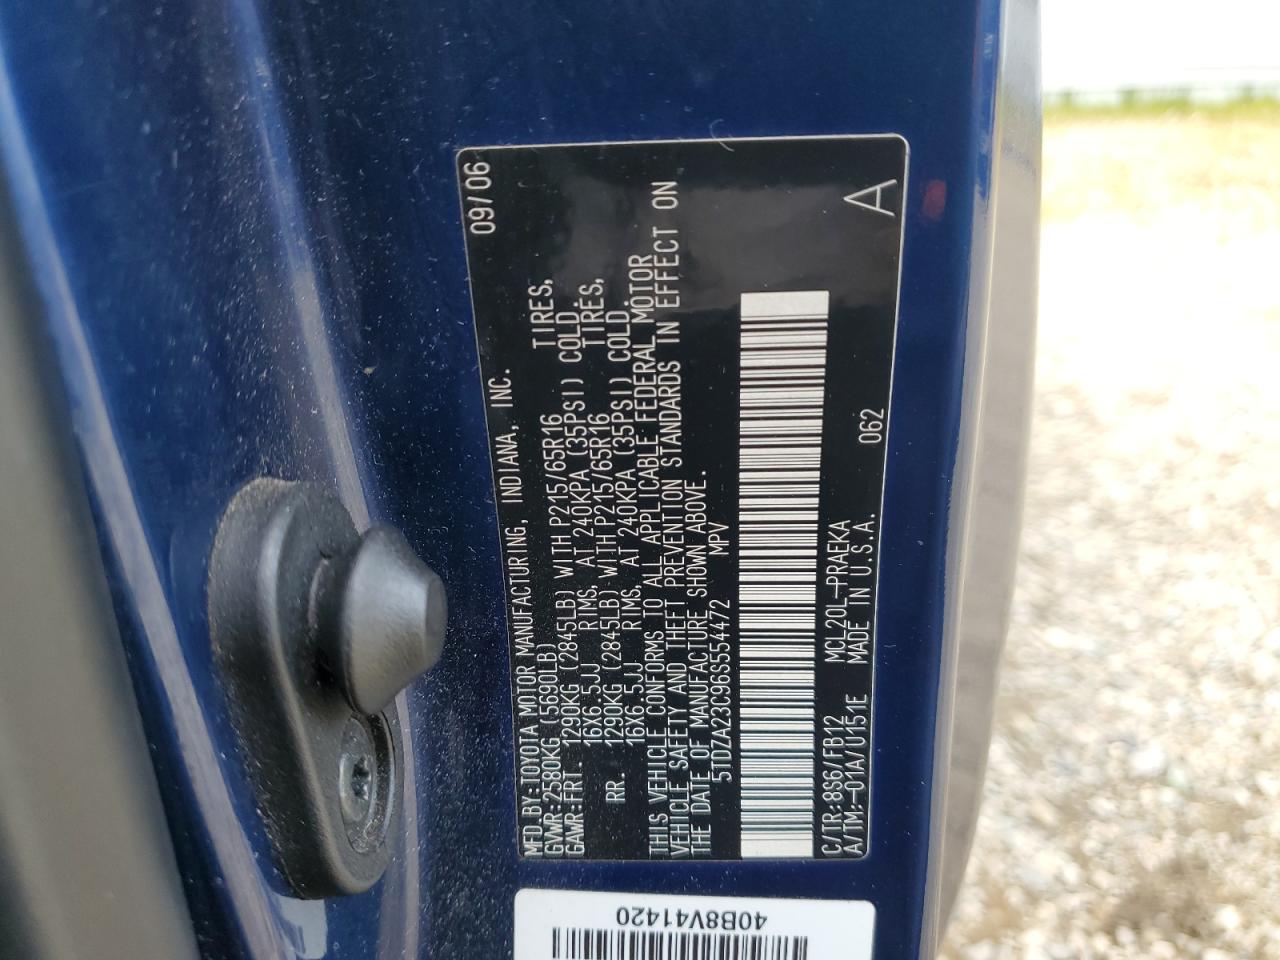 09/06
MFD.BY:TOYOTA MOTOR MANUFACTURING, INDIANA, INC.
GVWR:2580KG (5690LB)
GAWR:FRT. 1290KG (2845LB) WITH P215/65R16 TIRES,
16X6.5JJ RIMS, AT 240KPA (35PSI) COLD.
RR. 1290KG (2845LB) WITH P215/65R16 TIRES,
16X6.5JJ RIMS, AT 240KPA (35PSI) COLD.
THIS VEHICLE CONFORMS TO ALL APPLICABLE FEDERAL MOTOR
VEHICLE SAFETY AND THEFT PREVENTION STANDARDS IN EFFECT ON
THE DATE OF MANUFACTURE SHOWN ABOVE.
5TDZA23C96S554472 MPV
C/TR:8S6/FB12 MCL20L-PRAEKA 062
A/TM:-01A/U151E MADE IN U.S.A.
A
40B8V41420